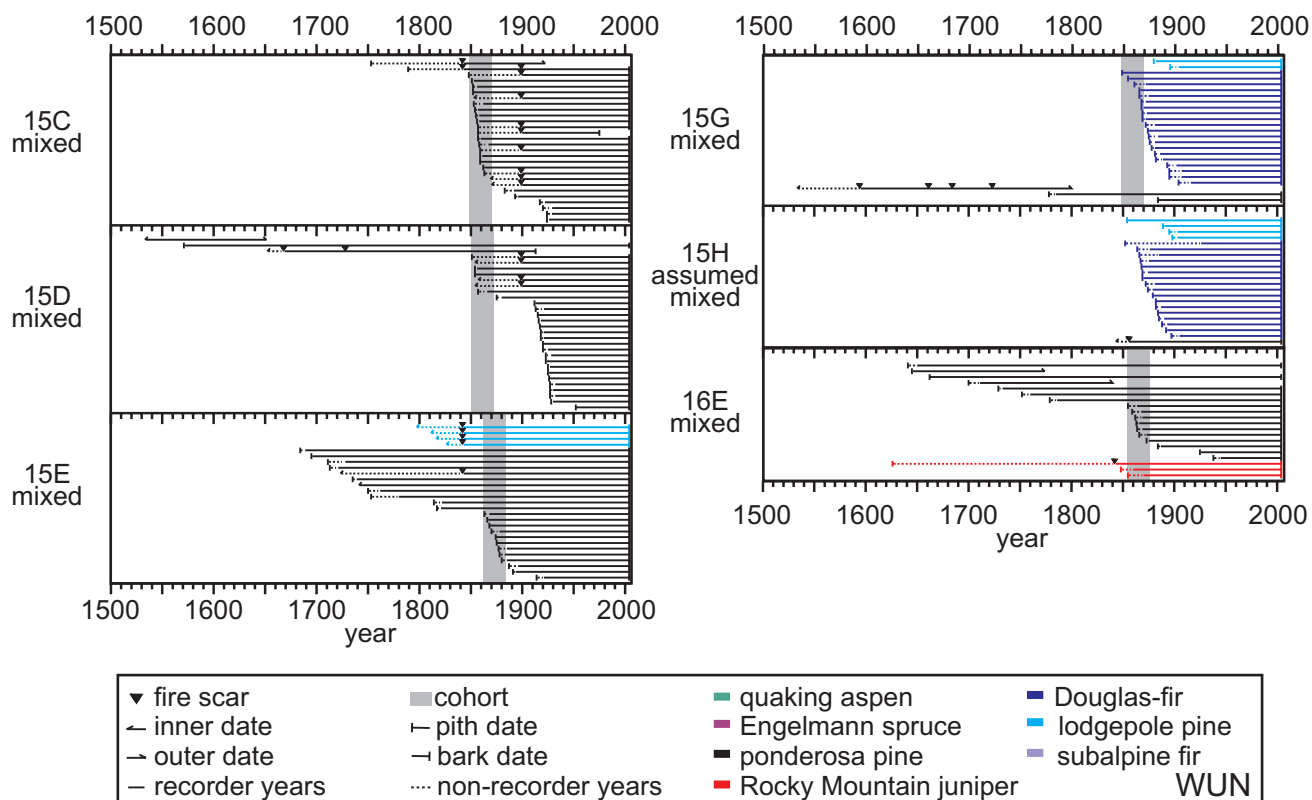 1500 1600 1700 1800 1900 2000
15C
mixed
15D
mixed
15E
mixed
1500 1600 1700 1800 1900 2000
year
1500 1600 1700 1800 1900 2000
15G
mixed
15H
assumed
mixed
16E
mixed
1500 1600 1700 1800 1900 2000
year
fire scar
inner date
outer date
recorder years
cohort
pith date
bark date
non-recorder years
quaking aspen
Engelmann spruce
ponderosa pine
Rocky Mountain juniper
Douglas-fir
lodgepole pine
subalpine fir
WUN